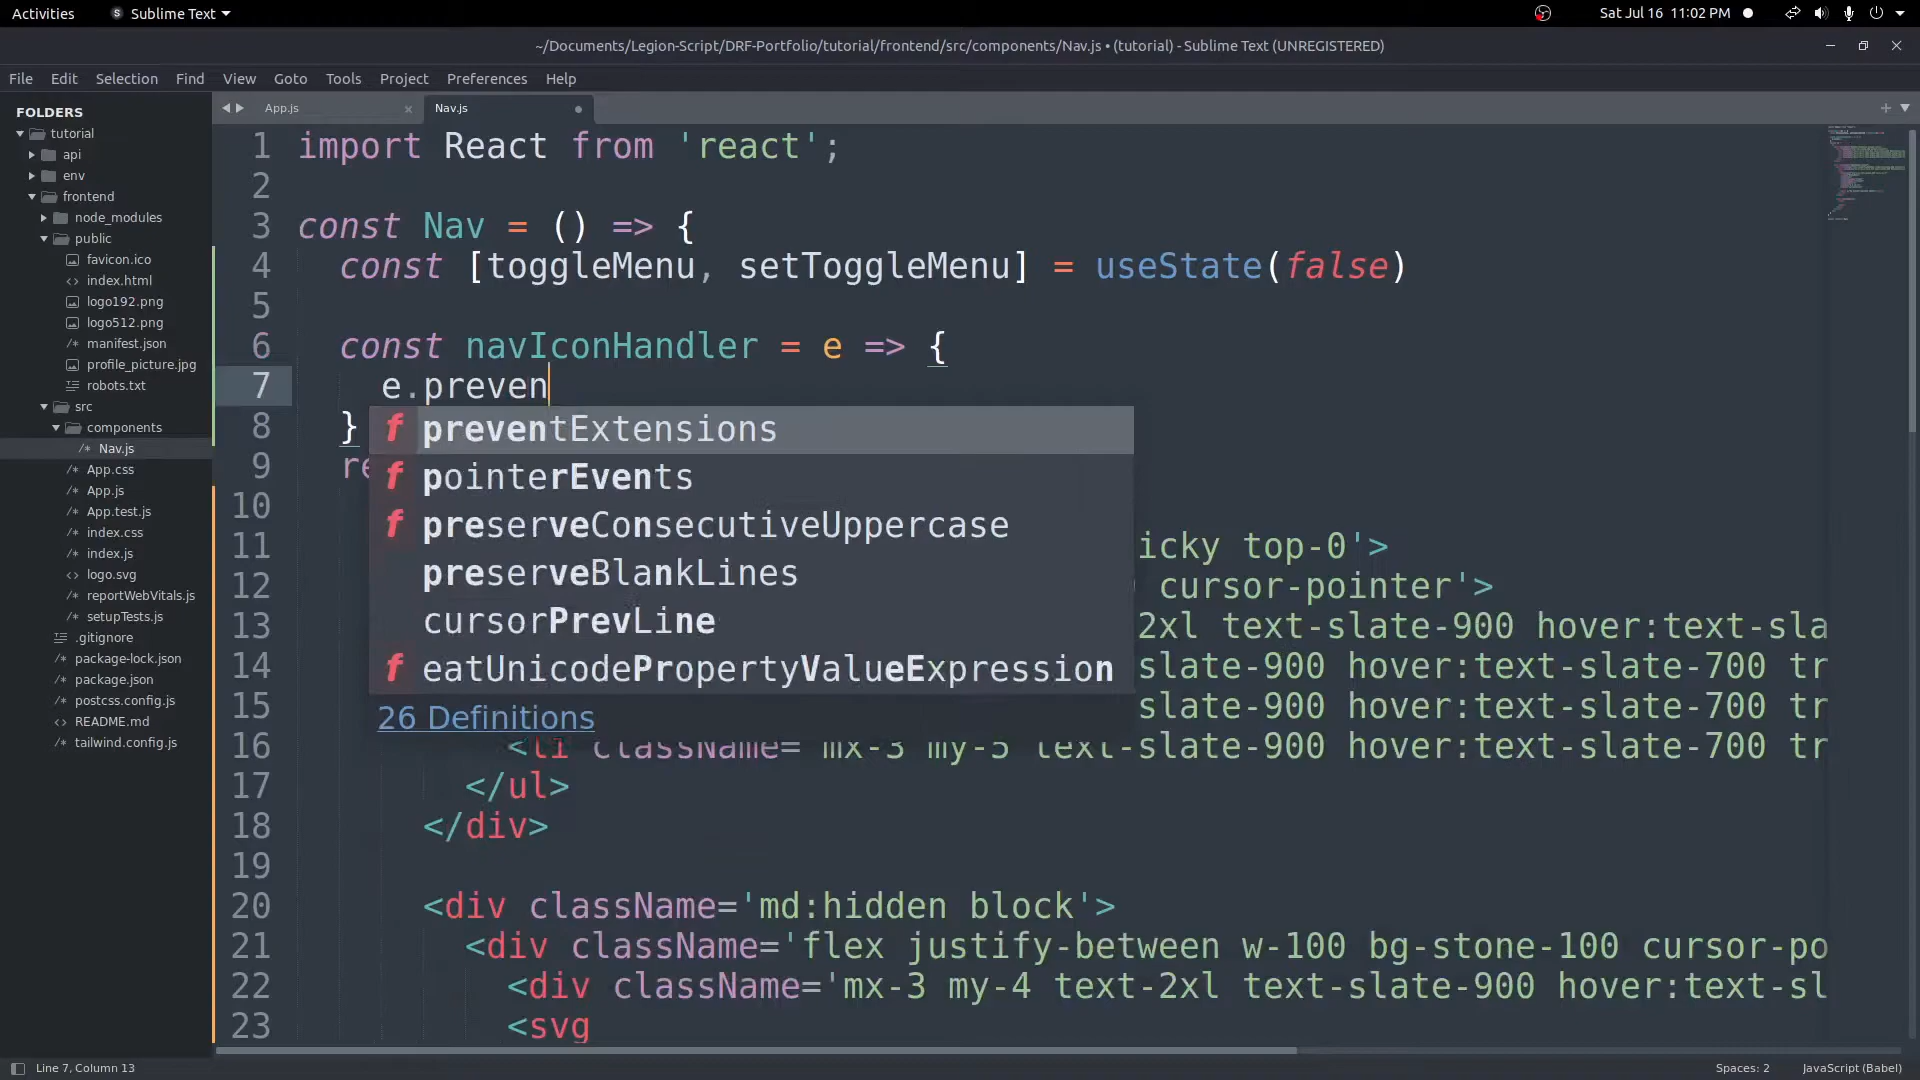 Activities
S Sublime Text
Sat Jul 16 11:02 PM
~/Documents/Legion-Script/DRF-Portfolio/tutorial/frontend/src/components/Nav.js • (tutorial) - Sublime Text (UNREGISTERED)
File Edit Selection Find View Goto Tools Project Preferences Help
FOLDERS
tutorial
api
env
frontend
node_modules
public
favicon.ico
index.html
logo192.png
logo512.png
manifest.json
profile_picture.jpg
robots.txt
src
components
Nav.js
App.css
App.js
App.test.js
index.css
index.js
logo.svg
reportWebVitals.js
setupTests.js
.gitignore
package-lock.json
package.json
postcss.config.js
README.md
tailwind.config.js
App.js
Nav.js
1 import React from 'react';
2
3 const Nav = () => {
4 const [toggleMenu, setToggleMenu] = useState(false)
5
6 const navIconHandler = e => {
7 e.preven
8 }
9 re
10
11 icky top-0'>
12 cursor-pointer'>
13 2xl text-slate-900 hover:text-sla
14 slate-900 hover:text-slate-700 tr
15 slate-900 hover:text-slate-700 tr
16 <li className='mx-3 my-5 text-slate-900 hover:text-slate-700 tr
17 </ul>
18 </div>
19
20 <div className='md:hidden block'>
21 <div className='flex justify-between w-100 bg-stone-100 cursor-po
22 <div className='mx-3 my-4 text-2xl text-slate-900 hover:text-sl
23 <svg
f preventExtensions
f pointerEvents
f preserveConsecutiveUppercase
preserveBlankLines
cursorPrevLine
f eatUnicodePropertyValueExpression
26 Definitions
Line 7, Column 13
Spaces: 2
JavaScript (Babel)